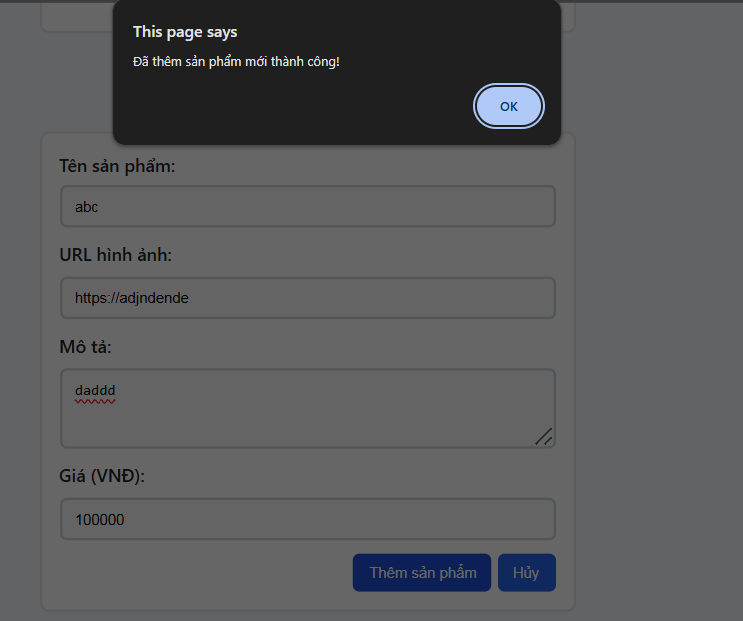 This page says
Đã thêm sản phẩm mới thành công!
OK
Tên sản phẩm:
abc
URL hình ảnh:
https://adjndende
Mô tả:
daddd
Giá (VNĐ):
100000
Thêm sản phẩm Hủy